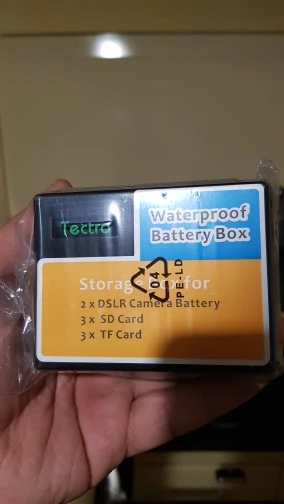 Tectra
Waterproof
Battery Box
Storage Box for
2 x DSLR Camera Battery
3 x SD Card
3 x TF Card
04
PE-LD